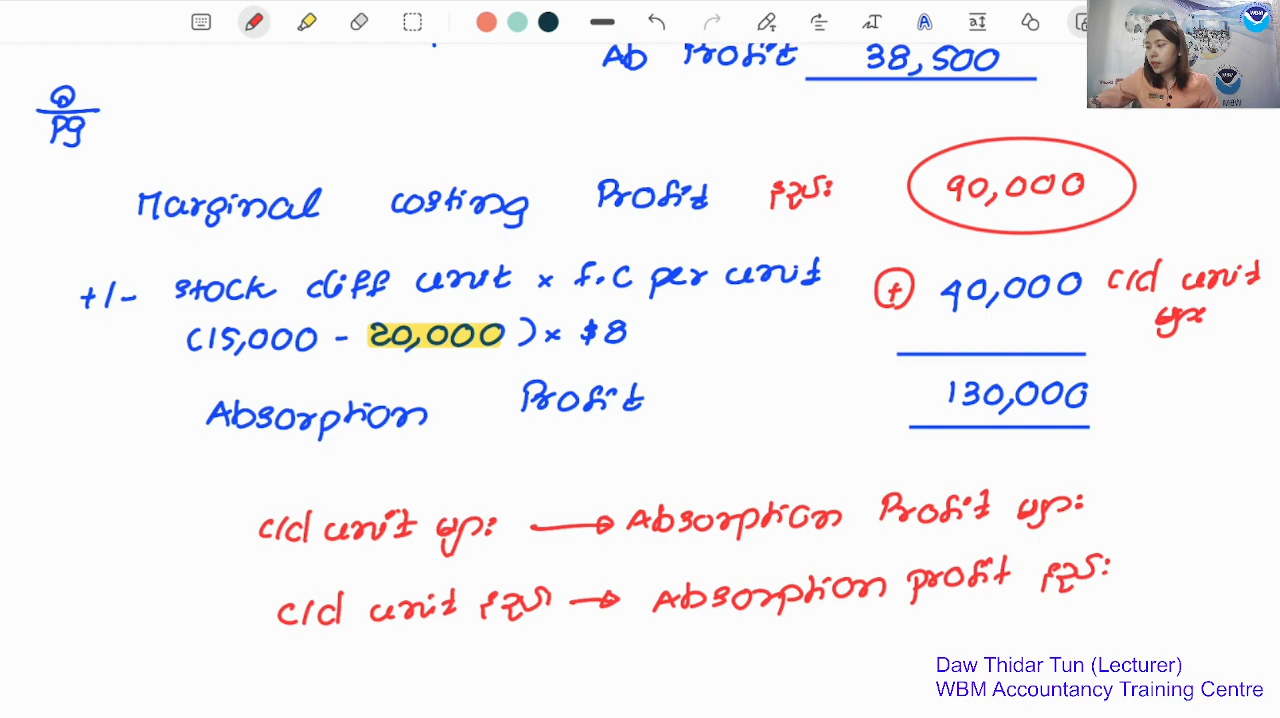 Ab Profit 38,500
Q
Pg
Marginal costing Profit နည်း 90,000
+/- Stock diff unit × f.C per unit + 40,000 c/d unit များ
(15,000 - 20,000) × $8
Absorption Profit 130,000
c/d unit များ → Absorption Profit များ
c/d unit နည်း → Absorption profit နည်း
Daw Thidar Tun (Lecturer)
WBM Accountancy Training Centre
WBM